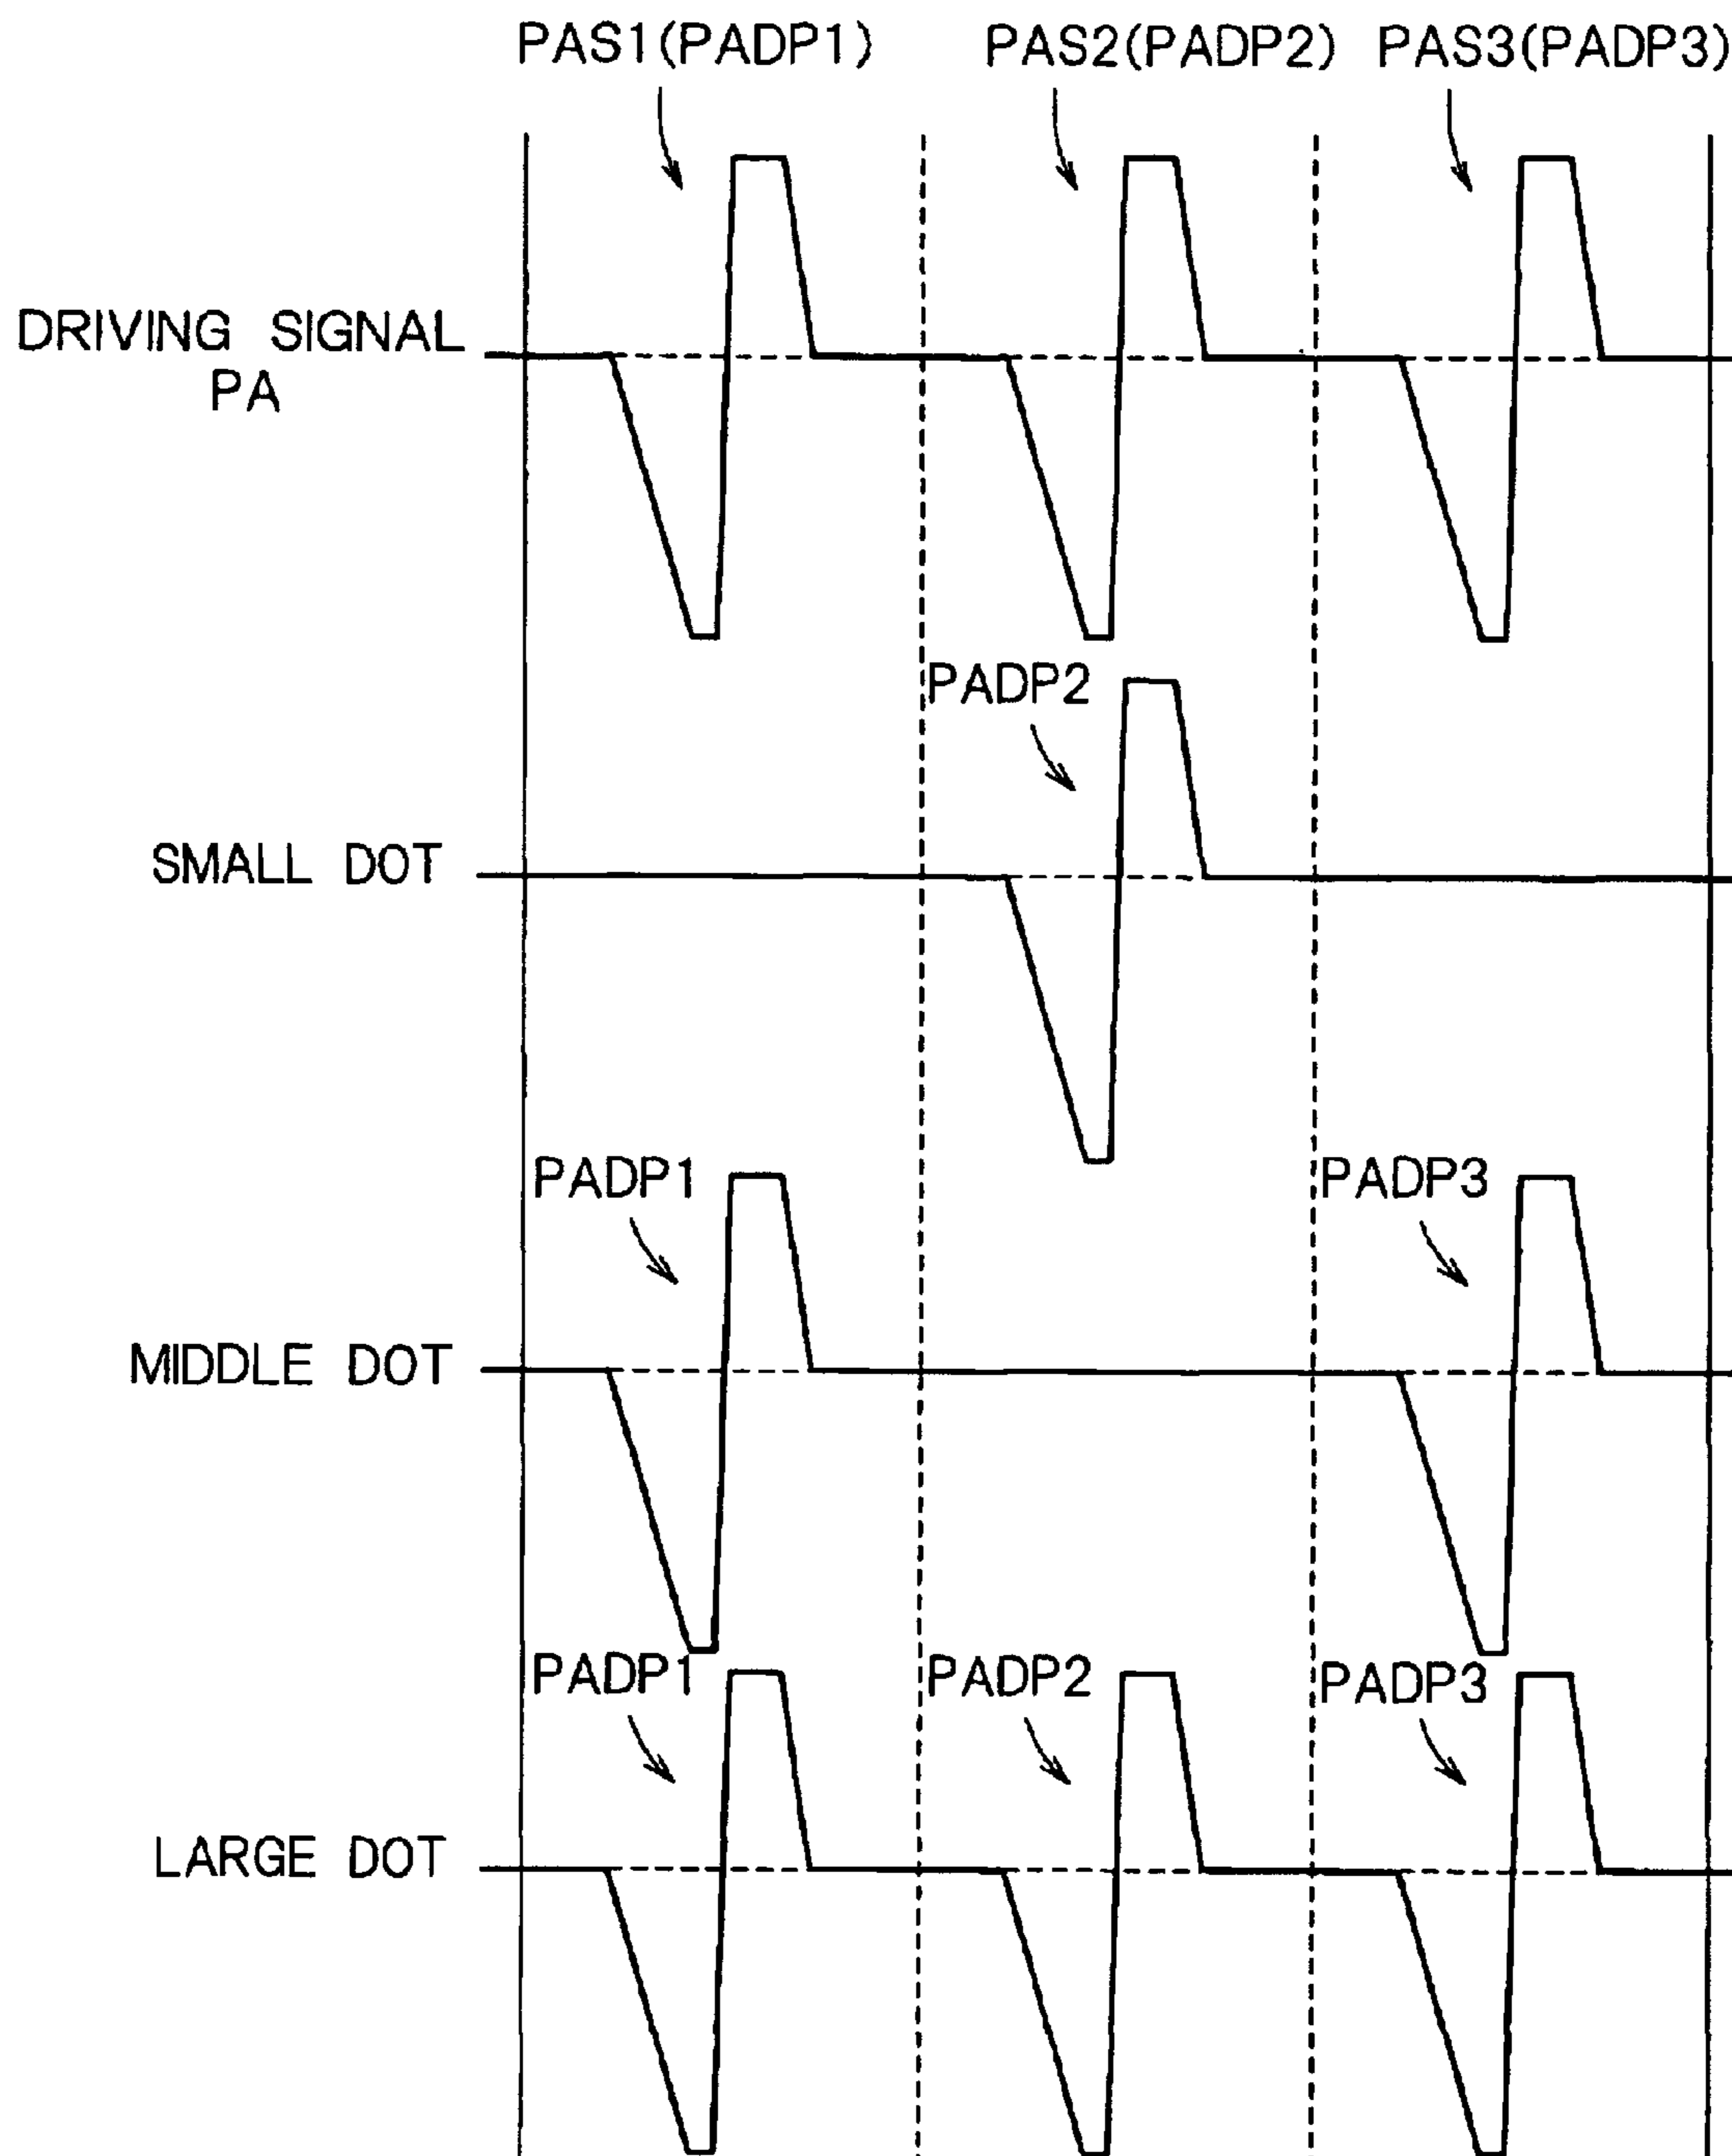 PAS1(PADP1) PAS2(PADP2) PAS3(PADP3)
DRIVING SIGNAL
PA
PADP2
SMALL DOT
PADP1 PADP3
MIDDLE DOT
PADP1 PADP2 PADP3
LARGE DOT